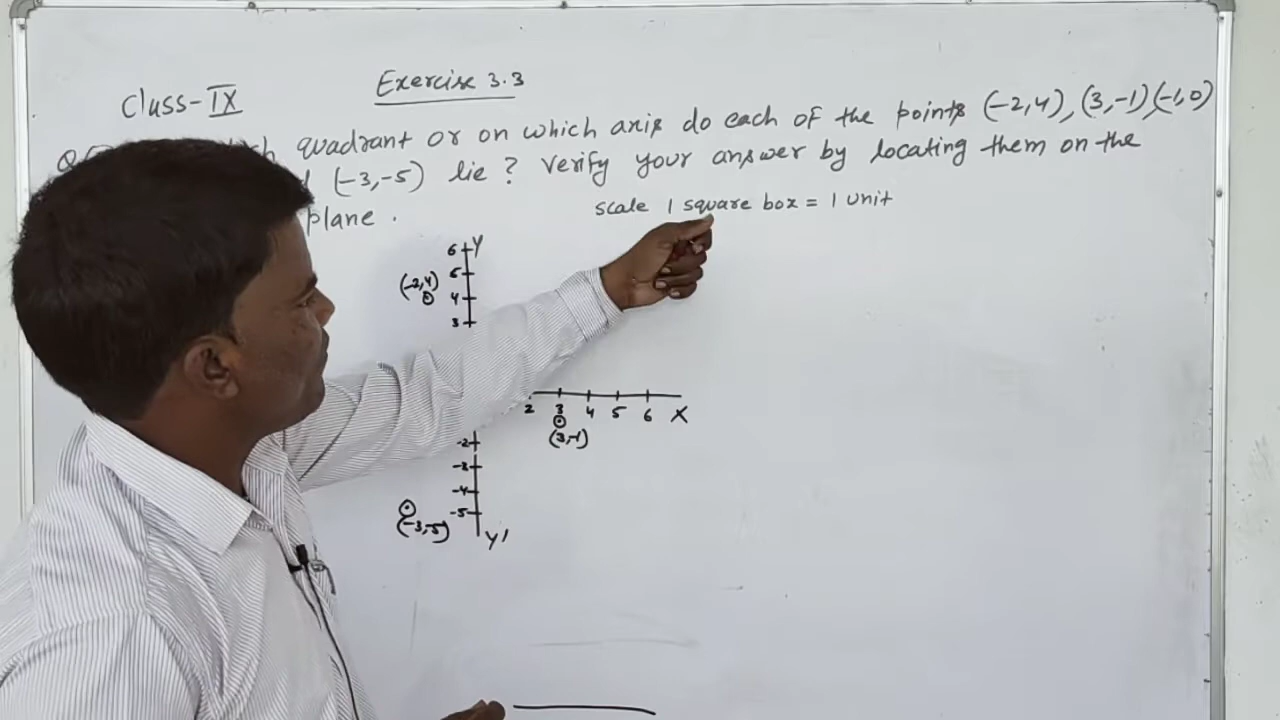 Class-IX
Exercise 3.3
quadrant or on which axis do each of the points (-2,4), (3,-1) (-1,0)
(-3,-5) lie ? Verify your answer by locating them on the
plane .
scale 1 square box = 1 unit
6 Y
(-2,4) 5
4
3
2 3 4 5 6 X
(3,-1)
-2
-3
-4
-5
(-3,-5)
Y'